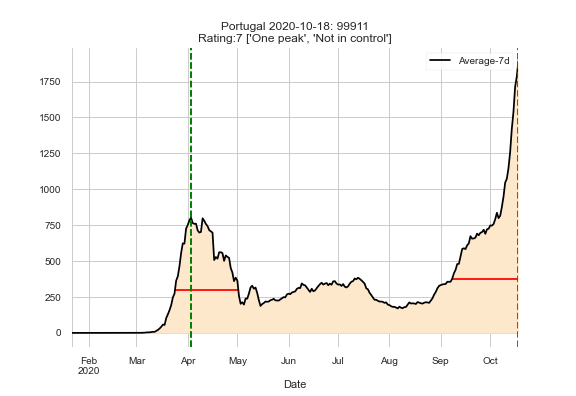 Portugal 2020-10-18: 99911
Rating:7 ['One peak', 'Not in control']
Average-7d
1750
1500
1250
1000
750
500
250
0
Feb
2020
Mar
Apr
May
Jun
Jul
Aug
Sep
Oct
Date